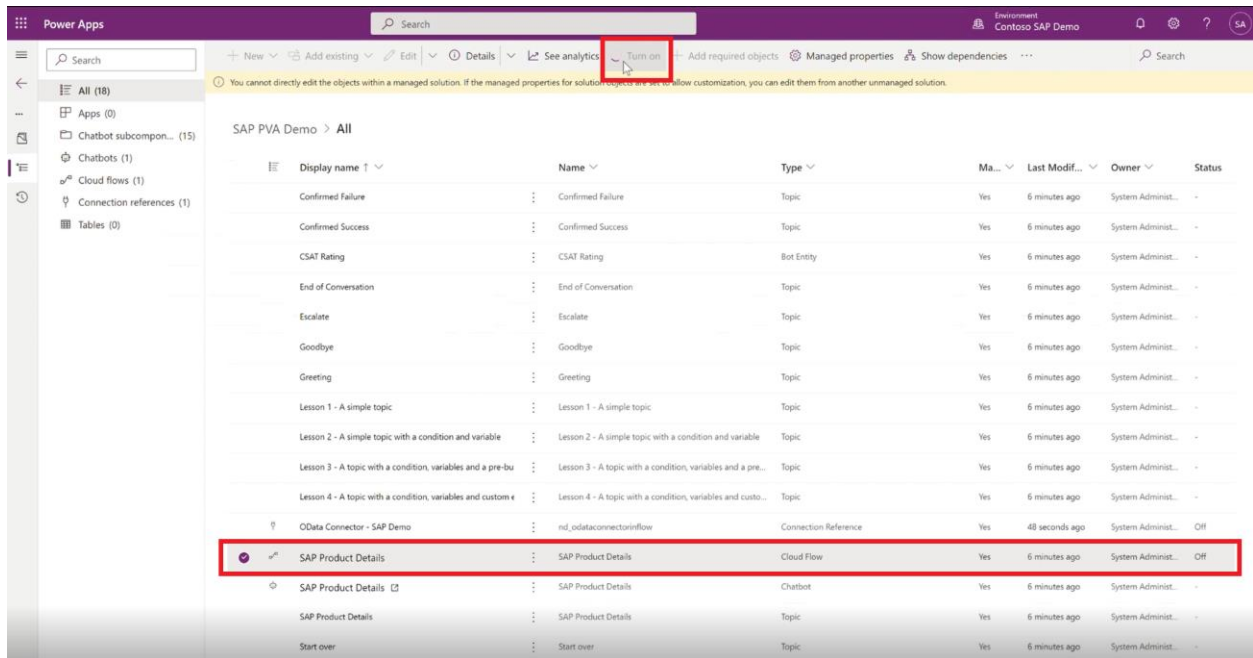 Power Apps
Search
Environment
Contoso SAP Demo
SA
Search
New
Add existing
Edit
Details
See analytics
Turn on
Add required objects
Managed properties
Show dependencies
...
Search
All (18)
Apps (0)
Chatbot subcompon... (15)
Chatbots (1)
Cloud flows (1)
Connection references (1)
Tables (0)
You cannot directly edit the objects within a managed solution. If the managed properties for solution objects are set to allow customization, you can edit them from another unmanaged solution.
SAP PVA Demo > All
Display name ↑ Name Type Ma... Last Modif... Owner Status
Confirmed Failure Confirmed Failure Topic Yes 6 minutes ago System Administ... -
Confirmed Success Confirmed Success Topic Yes 6 minutes ago System Administ... -
CSAT Rating CSAT Rating Bot Entity Yes 6 minutes ago System Administ... -
End of Conversation End of Conversation Topic Yes 6 minutes ago System Administ... -
Escalate Escalate Topic Yes 6 minutes ago System Administ... -
Goodbye Goodbye Topic Yes 6 minutes ago System Administ... -
Greeting Greeting Topic Yes 6 minutes ago System Administ... -
Lesson 1 - A simple topic Lesson 1 - A simple topic Topic Yes 6 minutes ago System Administ... -
Lesson 2 - A simple topic with a condition and variable Lesson 2 - A simple topic with a condition and variable Topic Yes 6 minutes ago System Administ... -
Lesson 3 - A topic with a condition, variables and a pre-bu Lesson 3 - A topic with a condition, variables and a pre... Topic Yes 6 minutes ago System Administ... -
Lesson 4 - A topic with a condition, variables and custom e Lesson 4 - A topic with a condition, variables and custo... Topic Yes 6 minutes ago System Administ... -
OData Connector - SAP Demo nd_odataconnectorinflow Connection Reference Yes 48 seconds ago System Administ... Off
SAP Product Details SAP Product Details Cloud Flow Yes 6 minutes ago System Administ... Off
SAP Product Details SAP Product Details Chatbot Yes 6 minutes ago System Administ... -
SAP Product Details SAP Product Details Topic Yes 6 minutes ago System Administ... -
Start over Start over Topic Yes 6 minutes ago System Administ... -